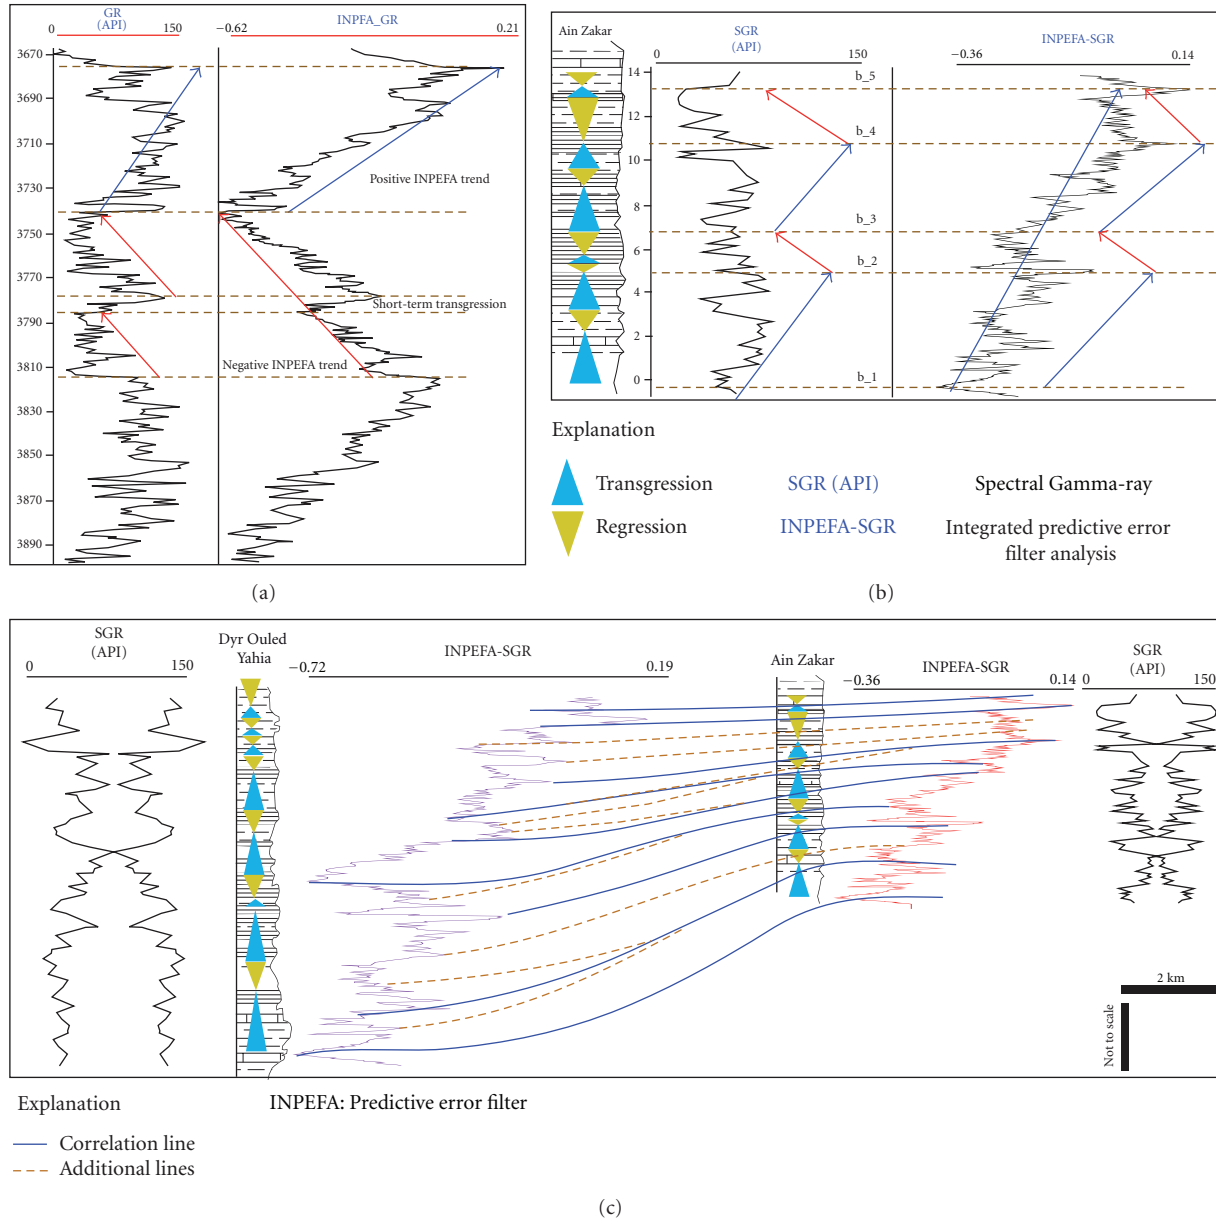 GR
(API)
0
150
INPFA_GR
−0.62
0.21
3670
3690
3710
3730
3750
3770
3790
3810
3830
3850
3870
3890
Positive INPEFA trend
Short-term transgression
Negative INPEFA trend
(a)
Ain Zakar
SGR
(API)
0
150
INPEFA-SGR
−0.36
0.14
14
12
10
8
6
4
2
0
b_5
b_4
b_3
b_2
b_1
Explanation
Transgression
SGR (API)
Spectral Gamma-ray
Regression
INPEFA-SGR
Integrated predictive error
filter analysis
(b)
SGR
(API)
0
150
Dyr Ouled
Yahia
INPEFA-SGR
−0.72
0.19
Ain Zakar
INPEFA-SGR
−0.36
0.14
SGR
(API)
0
150
2 km
Not to scale
Explanation
INPEFA: Predictive error filter
Correlation line
Additional lines
(c)